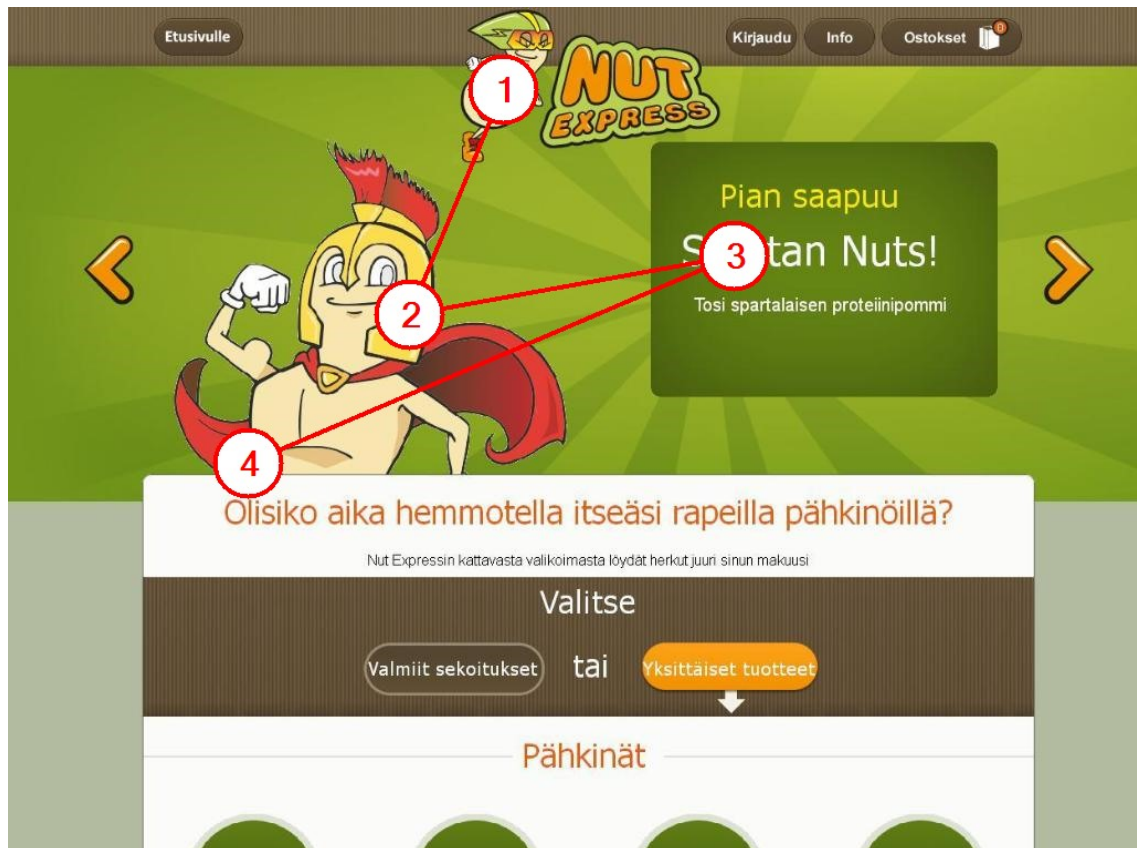 Etusivulle
NUT
EXPRESS
Kirjaudu
Info
Ostokset
0
1
2
3
4
Pian saapuu
S tan Nuts!
Tosi spartalaisen proteiinipommi
Olisiko aika hemmotella itseäsi rapeilla pähkinöillä?
Nut Expressin kattavasta valikoimasta löydät herkut juuri sinun makuusi
Valitse
Valmiit sekoitukset
tai
Yksittäiset tuotteet
Pähkinät